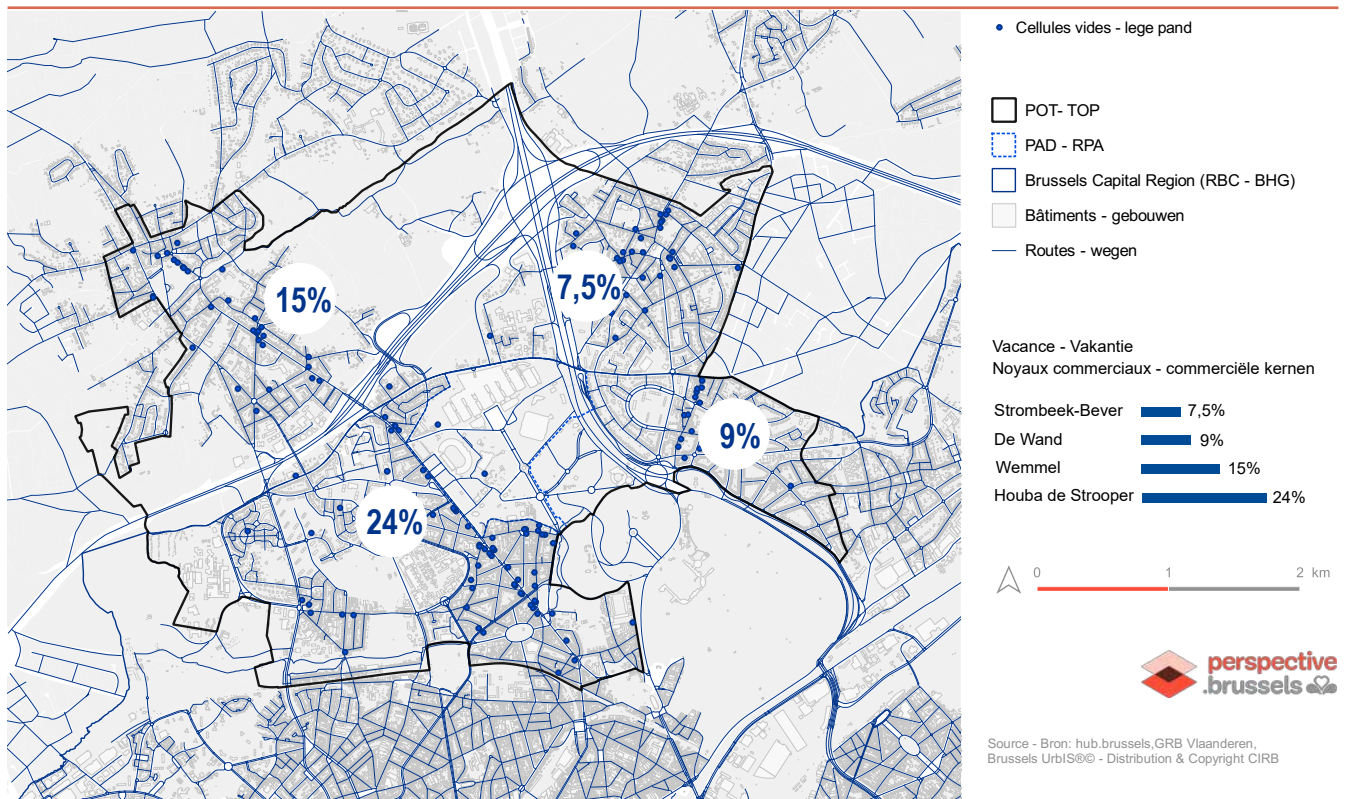 Cellules vides - lege pand
POT- TOP
PAD - RPA
Brussels Capital Region (RBC - BHG)
Bâtiments - gebouwen
Routes - wegen
15%
7,5%
9%
24%
Vacance - Vakantie
Noyaux commerciaux - commerciële kernen
Strombeek-Bever 7,5%
De Wand 9%
Wemmel 15%
Houba de Strooper 24%
0 1 2 km
perspective
.brussels
Source - Bron: hub.brussels,GRB Vlaanderen,
Brussels UrbIS®© - Distribution & Copyright CIRB